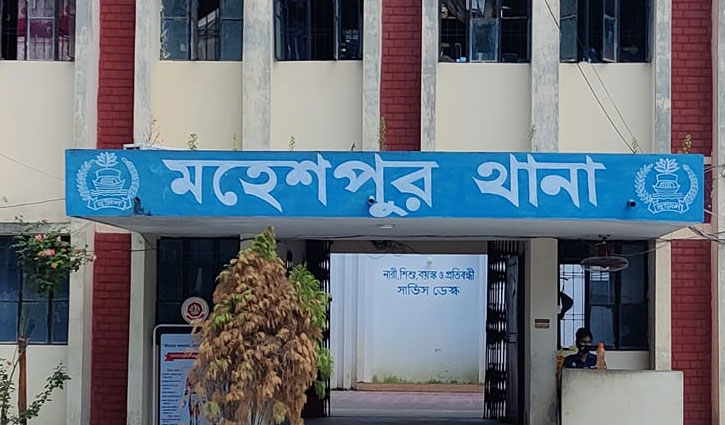 মহেশপুর থানা
নারী, শিশু, বয়স্ক ও প্রতিবন্ধী
সার্ভিস ডেস্ক